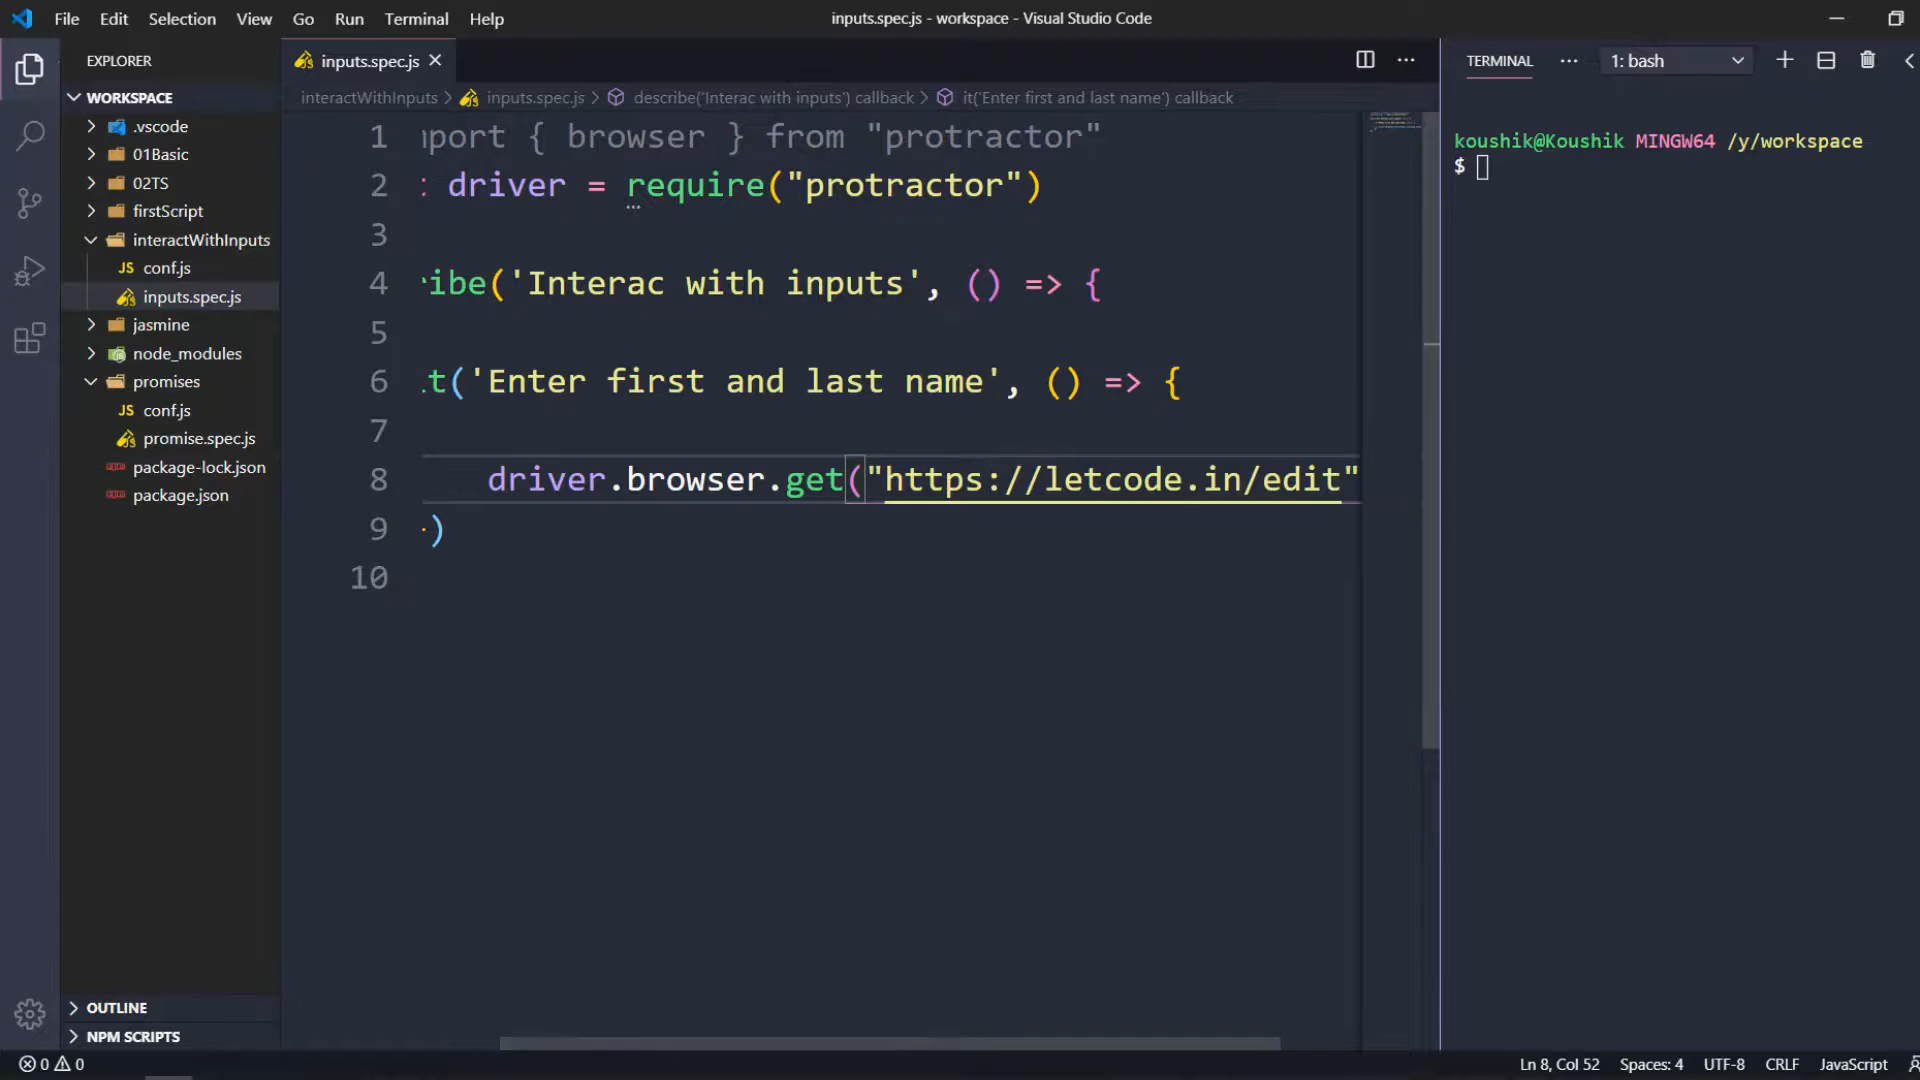 File Edit Selection View Go Run Terminal Help
inputs.spec.js - workspace - Visual Studio Code
EXPLORER
WORKSPACE
.vscode
01Basic
02TS
firstScript
interactWithInputs
JS conf.js
inputs.spec.js
jasmine
node_modules
promises
JS conf.js
promise.spec.js
package-lock.json
package.json
OUTLINE
NPM SCRIPTS
inputs.spec.js
interactWithInputs > inputs.spec.js > describe('Interac with inputs') callback > it('Enter first and last name') callback
1 port { browser } from "protractor"
2 driver = require("protractor")
3
4 ibe('Interac with inputs', () => {
5
6 t('Enter first and last name', () => {
7
8 driver.browser.get("https://letcode.in/edit"
9 )
10
TERMINAL
1: bash
koushik@Koushik MINGW64 /y/workspace
$
0 0
Ln 8, Col 52 Spaces: 4 UTF-8 CRLF JavaScript